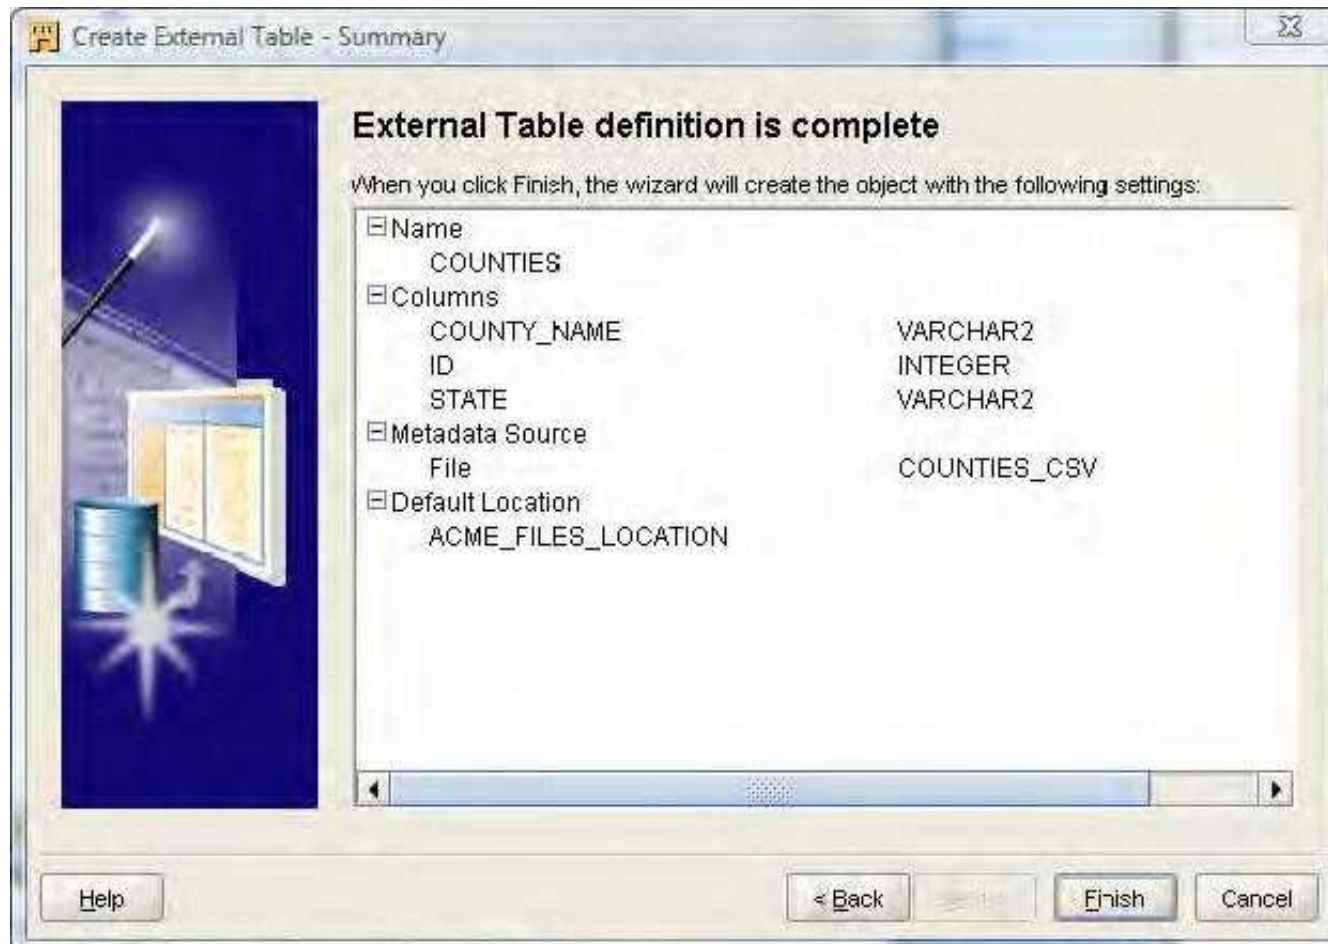 Create External Table - Summary
External Table definition is complete
When you click Finish, the wizard will create the object with the following settings:
Name
COUNTIES
Columns
COUNTY_NAME VARCHAR2
ID INTEGER
STATE VARCHAR2
Metadata Source
File COUNTIES_CSV
Default Location
ACME_FILES_LOCATION
Help < Back Finish Cancel